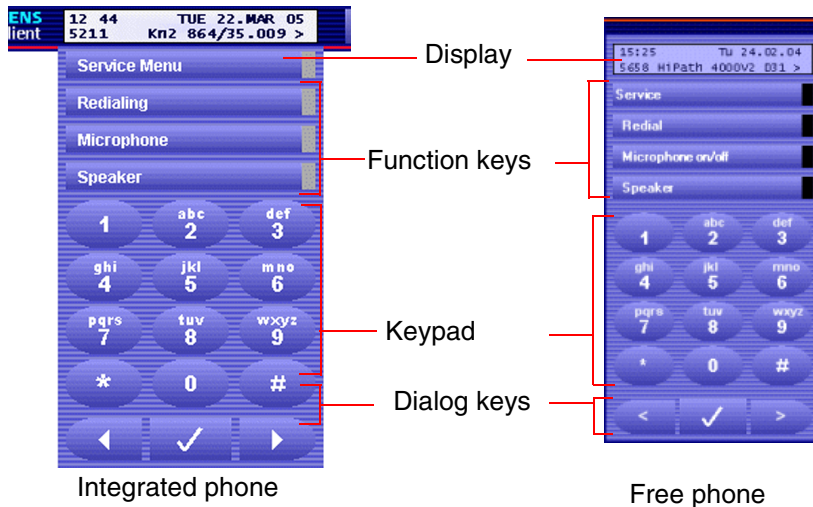 ENS
lient
12 44 TUE 22.MAR 05
5211 Kn2 864/35.009 >
Service Menu
Redialing
Microphone
Speaker
1
abc
2
def
3
ghi
4
jkl
5
mno
6
pqrs
7
tuv
8
wxyz
9
*
0
#
Integrated phone
Display
Function keys
Keypad
Dialog keys
15:25 Tu 24.02.04
5658 HiPath 4000V2 D31 >
Service
Redial
Microphone on/off
Speaker
1
abc
2
def
3
ghi
4
jkl
5
mno
6
pqrs
7
tuv
8
wxyz
9
*
0
#
<
>
Free phone